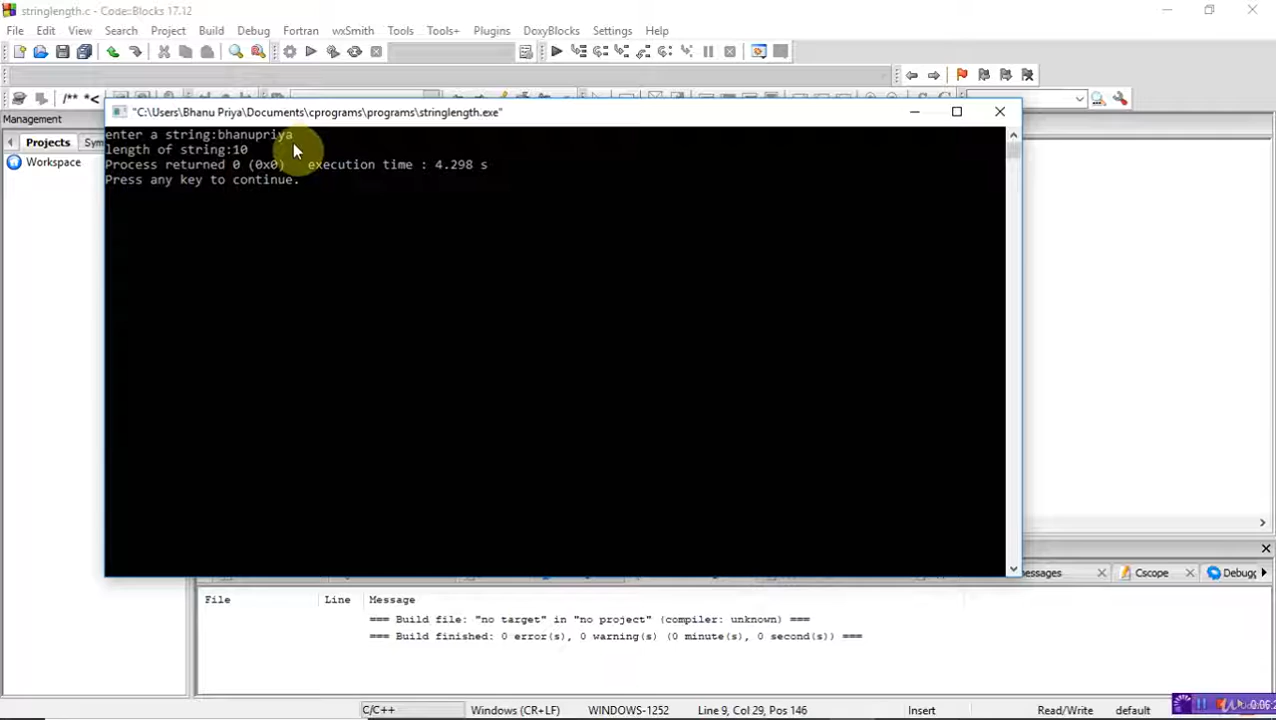 stringlength.c - Code::Blocks 17.12
File Edit View Search Project Build Debug Fortran wxSmith Tools Tools+ Plugins DoxyBlocks Settings Help
/** *<
Management
Projects Sym
Workspace
"C:\Users\Bhanu Priya\Documents\cprograms\programs\stringlength.exe"
enter a string:bhanupriya
length of string:10
Process returned 0 (0x0) execution time : 4.298 s
Press any key to continue.
essages Cscope Debug
File Line Message
=== Build file: "no target" in "no project" (compiler: unknown) ===
=== Build finished: 0 error(s), 0 warning(s) (0 minute(s), 0 second(s)) ===
C/C++ Windows (CR+LF) WINDOWS-1252 Line 9, Col 29, Pos 146 Insert Read/Write default